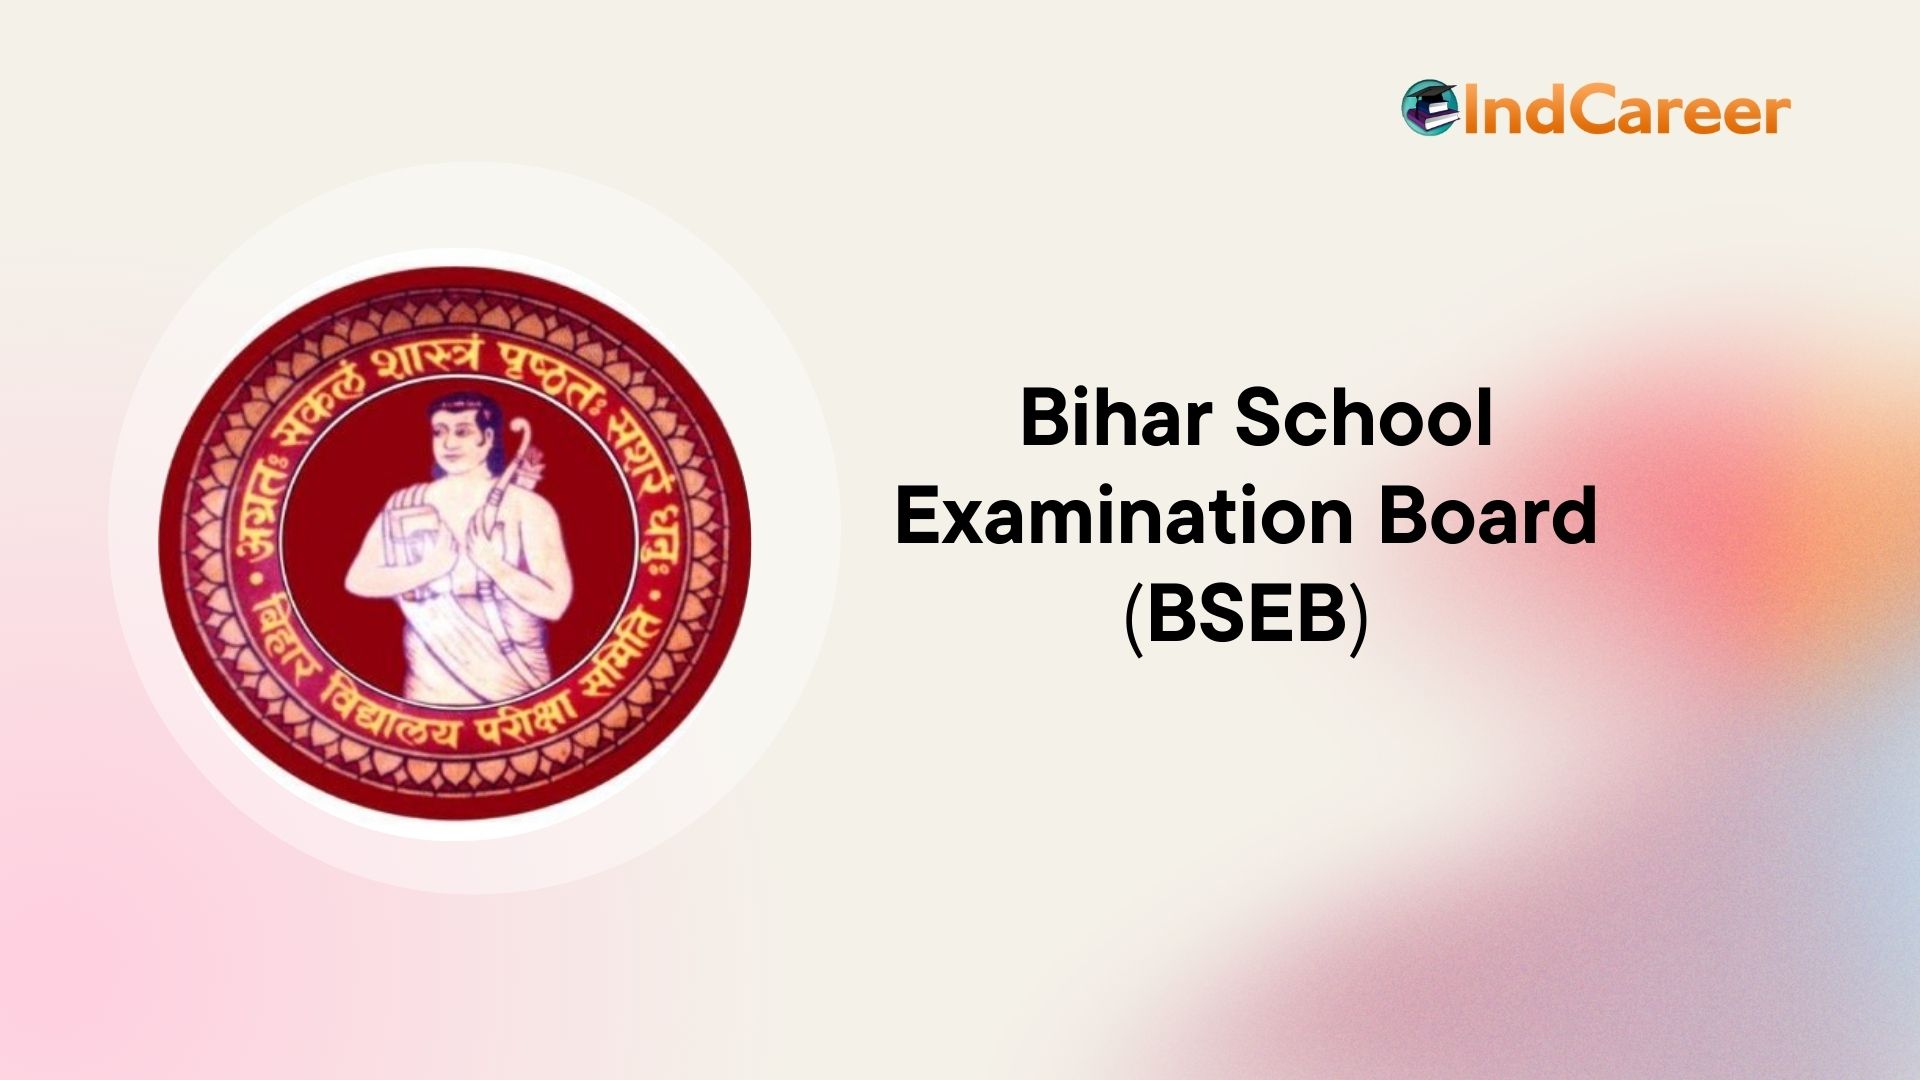 IndCareer
अग्रतः सकलं शास्त्रं पृष्ठतः सशरं धनुः
बिहार विद्यालय परीक्षा समिति
Bihar School
Examination Board
(BSEB)